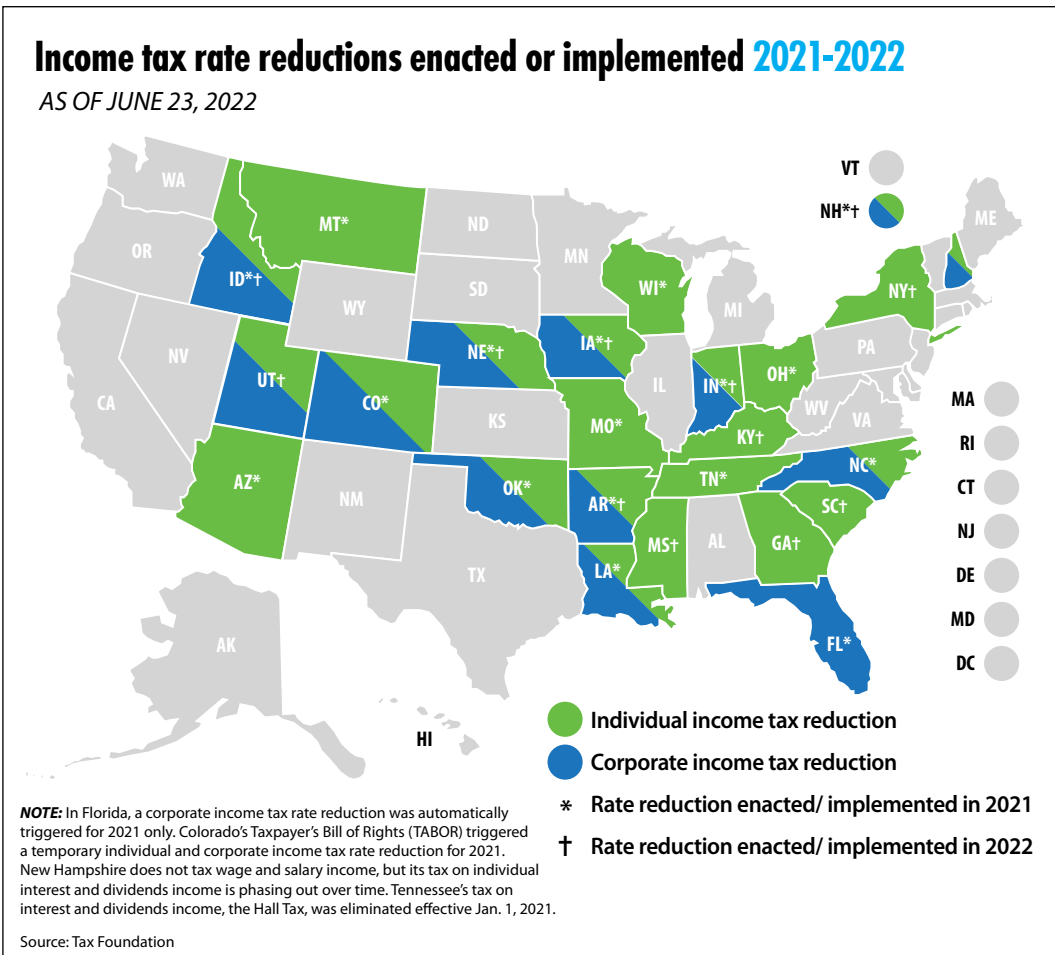 Income tax rate reductions enacted or implemented 2021-2022
AS OF JUNE 23, 2022
VT
NH*†
WA
ME
MT*
ND
OR
MN
ID*†
SD
WI*
NY†
MI
WY
IA*†
NE*†
PA
NV
IL
IN*†
OH*
UT†
CO*
CA
MA
WV
KS
MO*
KY†
VA
RI
NC*
TN*
AZ*
OK*
CT
NM
AR*†
SC†
NJ
MS†
AL
GA†
LA*
TX
DE
MD
AK
FL*
DC
HI
Individual income tax reduction
Corporate income tax reduction
* Rate reduction enacted/ implemented in 2021
† Rate reduction enacted/ implemented in 2022
NOTE: In Florida, a corporate income tax rate reduction was automatically
triggered for 2021 only. Colorado's Taxpayer's Bill of Rights (TABOR) triggered
a temporary individual and corporate income tax rate reduction for 2021.
New Hampshire does not tax wage and salary income, but its tax on individual
interest and dividends income is phasing out over time. Tennessee's tax on
interest and dividends income, the Hall Tax, was eliminated effective Jan. 1, 2021.
Source: Tax Foundation